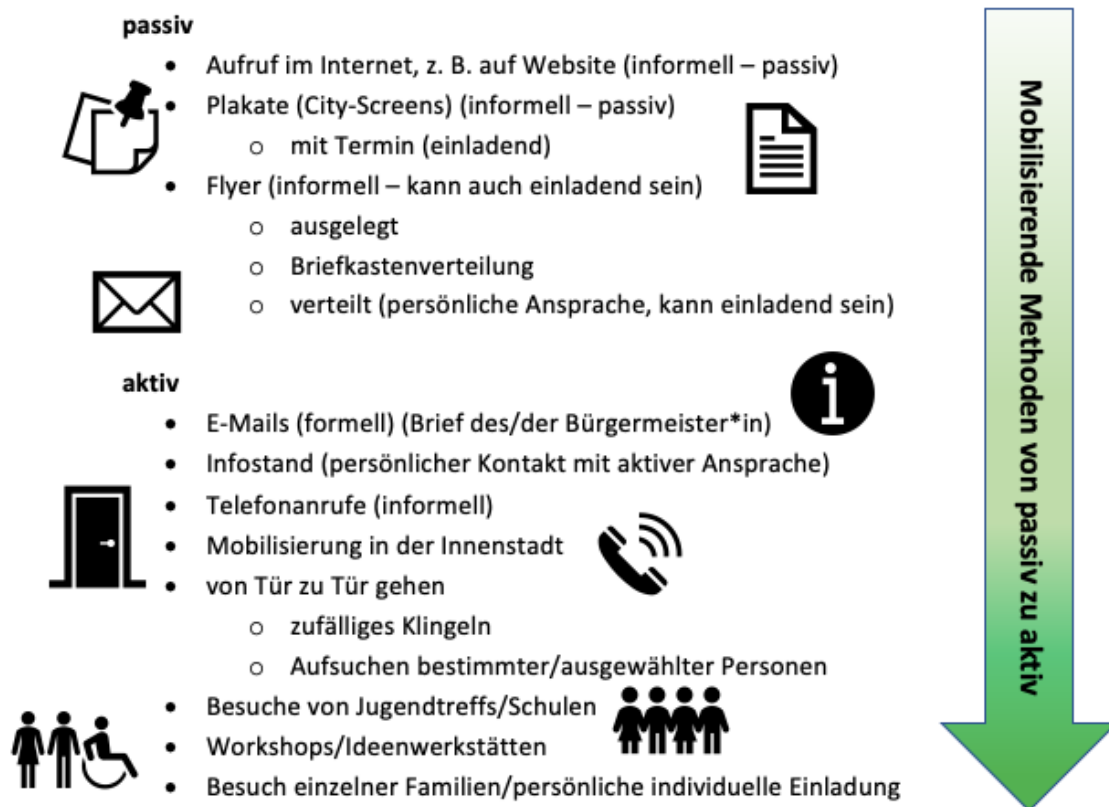 passiv
• Aufruf im Internet, z. B. auf Website (informell – passiv)
• Plakate (City-Screens) (informell – passiv)
o mit Termin (einladend)
• Flyer (informell – kann auch einladend sein)
o ausgelegt
o Briefkastenverteilung
o verteilt (persönliche Ansprache, kann einladend sein)
aktiv
• E-Mails (formell) (Brief des/der Bürgermeister*in)
• Infostand (persönlicher Kontakt mit aktiver Ansprache)
• Telefonanrufe (informell)
• Mobilisierung in der Innenstadt
• von Tür zu Tür gehen
o zufälliges Klingeln
o Aufsuchen bestimmter/ausgewählter Personen
• Besuche von Jugendtreffs/Schulen
• Workshops/Ideenwerkstätten
• Besuch einzelner Familien/persönliche individuelle Einladung
Mobilisierende Methoden von passiv zu aktiv